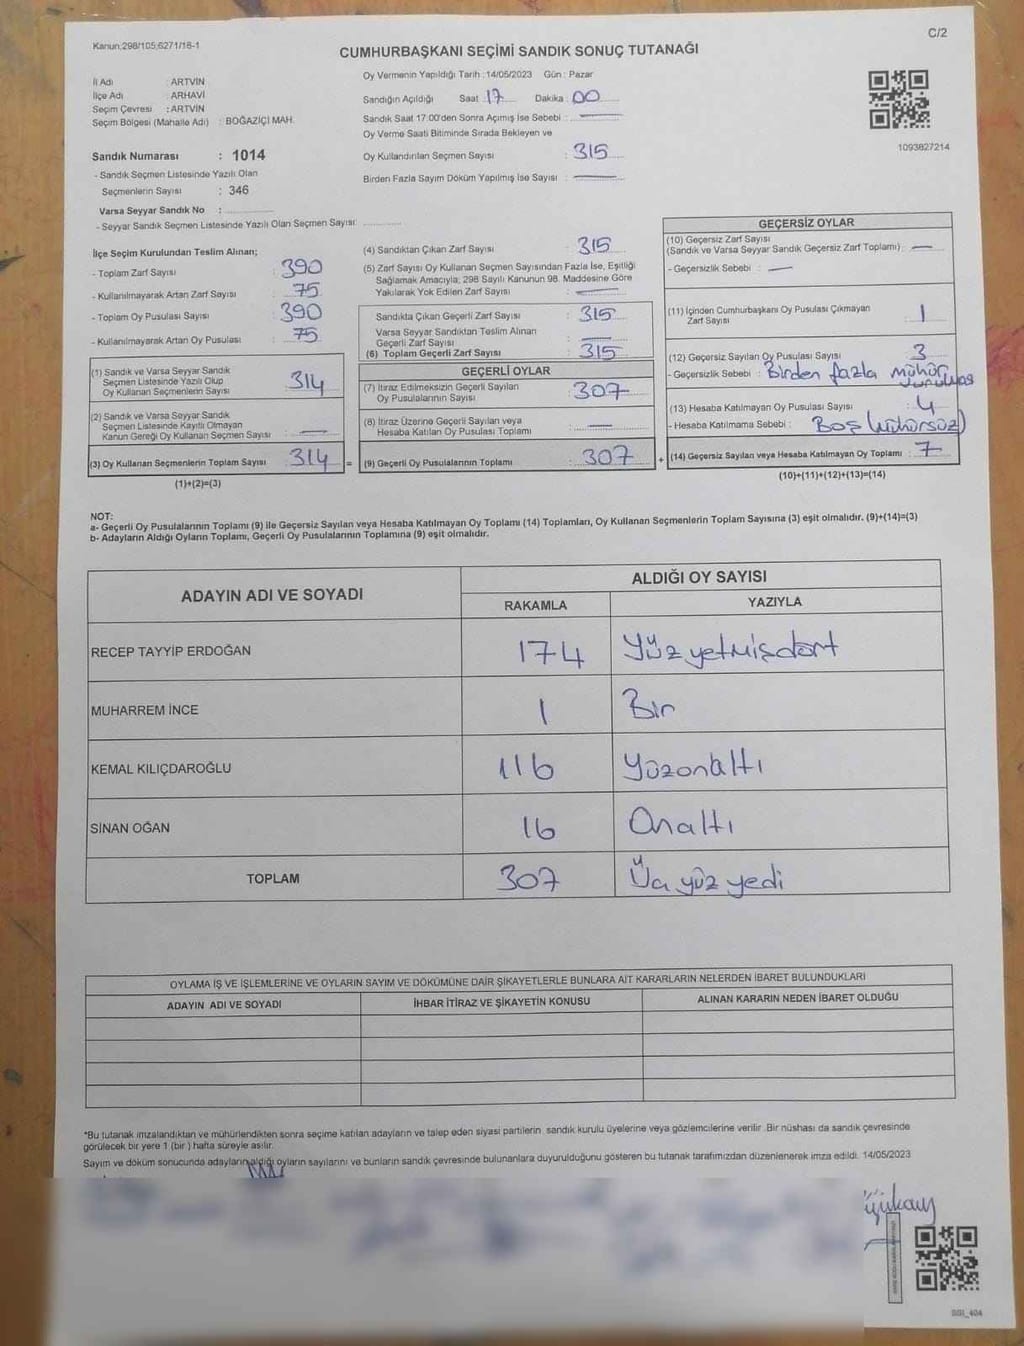 Kanun:298/105;6271/18-1
C/2
CUMHURBAŞKANI SEÇİMİ SANDIK SONUÇ TUTANAĞI
İl Adı : ARTVİN
İlçe Adı : ARHAVİ
Seçim Çevresi : ARTVİN
Seçim Bölgesi (Mahalle Adı) : BOĞAZİÇİ MAH.
Sandık Numarası : 1014
- Sandık Seçmen Listesinde Yazılı Olan
Seçmenlerin Sayısı : 346
Varsa Seyyar Sandık No :
- Seyyar Sandık Seçmen Listesinde Yazılı Olan Seçmen Sayısı:
Oy Vermenin Yapıldığı Tarih :14/05/2023 Gün : Pazar
Sandığın Açıldığı Saat : 17 Dakika : 00
Sandık Saat 17:00'den Sonra Açımış İse Sebebi : —
Oy Verme Saati Bitiminde Sırada Bekleyen ve
Oy Kullandırılan Seçmen Sayısı : 315
Birden Fazla Sayım Döküm Yapılmış İse Sayısı : —
1093827214
İlçe Seçim Kurulundan Teslim Alınan;
- Toplam Zarf Sayısı : 390
- Kullanılmayarak Artan Zarf Sayısı : 75
- Toplam Oy Pusulası Sayısı : 390
- Kullanılmayarak Artan Oy Pusulası : 75
(1) Sandık ve Varsa Seyyar Sandık
Seçmen Listesinde Yazılı Olup
Oy Kullanan Seçmenlerin Sayısı : 314
(2) Sandık ve Varsa Seyyar Sandık
Seçmen Listesinde Kayıtlı Olmayan
Kanun Gereği Oy Kullanan Seçmen Sayısı : —
(3) Oy Kullanan Seçmenlerin Toplam Sayısı : 314 =
(1)+(2)=(3)
(4) Sandıktan Çıkan Zarf Sayısı : 315
(5) Zarf Sayısı Oy Kullanan Seçmen Sayısından Fazla İse, Eşitliği
Sağlamak Amacıyla; 298 Sayılı Kanunun 98. Maddesine Göre
Yakılarak Yok Edilen Zarf Sayısı : —
Sandıkta Çıkan Geçerli Zarf Sayısı : 315
Varsa Seyyar Sandıktan Teslim Alınan
Geçerli Zarf Sayısı : —
(6) Toplam Geçerli Zarf Sayısı : 315
GEÇERLİ OYLAR
(7) İtiraz Edilmeksizin Geçerli Sayılan
Oy Pusulalarının Sayısı : 307
(8) İtiraz Üzerine Geçerli Sayılan veya
Hesaba Katılan Oy Pusulası Toplamı : —
(9) Geçerli Oy Pusulalarının Toplamı : 307 +
GEÇERSİZ OYLAR
(10) Geçersiz Zarf Sayısı
(Sandık ve Varsa Seyyar Sandık Geçersiz Zarf Toplamı) : —
- Geçersizlik Sebebi : —
(11) İçinden Cumhurbaşkanı Oy Pusulası Çıkmayan
Zarf Sayısı : 1
(12) Geçersiz Sayılan Oy Pusulası Sayısı : 3
- Geçersizlik Sebebi : Birden fazla mühür
vurulması
(13) Hesaba Katılmayan Oy Pusulası Sayısı : 4
- Hesaba Katılmama Sebebi : Boş (mühürsüz)
(14) Geçersiz Sayılan veya Hesaba Katılmayan Oy Toplamı : 7
(10)+(11)+(12)+(13)=(14)
NOT:
a- Geçerli Oy Pusulalarının Toplamı (9) ile Geçersiz Sayılan veya Hesaba Katılmayan Oy Toplamı (14) Toplamları, Oy Kullanan Seçmenlerin Toplam Sayısına (3) eşit olmalıdır. (9)+(14)=(3)
b- Adayların Aldığı Oyların Toplamı, Geçerli Oy Pusulalarının Toplamına (9) eşit olmalıdır.
ADAYIN ADI VE SOYADI
ALDIĞI OY SAYISI
RAKAMLA YAZIYLA
RECEP TAYYİP ERDOĞAN 174 Yüz yetmişdört
MUHARREM İNCE 1 Bir
KEMAL KILIÇDAROĞLU 116 Yüzonaltı
SİNAN OĞAN 16 Onaltı
TOPLAM 307 Üç yüz yedi
OYLAMA İŞ VE İŞLEMLERİNE VE OYLARIN SAYIM VE DÖKÜMÜNE DAİR ŞİKAYETLERLE BUNLARA AİT KARARLARIN NELERDEN İBARET BULUNDUKLARI
ADAYIN ADI VE SOYADI İHBAR İTİRAZ VE ŞİKAYETİN KONUSU ALINAN KARARIN NEDEN İBARET OLDUĞU
*Bu tutanak imzalandıktan ve mühürlendikten sonra seçime katılan adayların ve talep eden siyasi partilerin sandık kurulu üyelerine veya gözlemcilerine verilir .Bir nüshası da sandık çevresinde
görülecek bir yere 1 (bir ) hafta süreyle asılır.
Sayım ve döküm sonucunda adayların aldığı oyların sayılarını ve bunların sandık çevresinde bulunanlara duyurulduğunu gösteren bu tutanak tarafımızdan düzenlenerek imza edildi. 14/05/2023